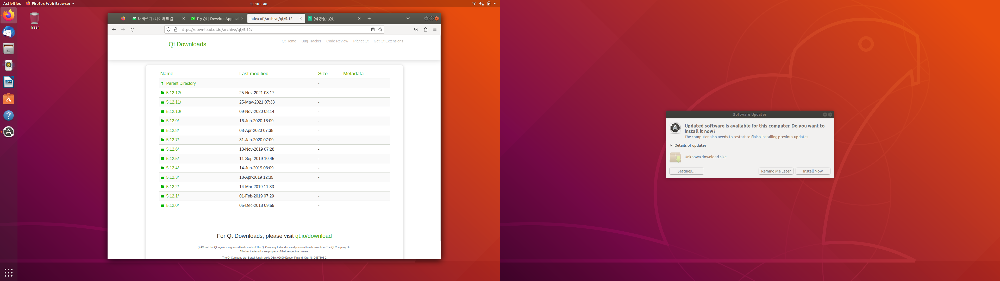 Activities
Firefox Web Browser
수 10 : 46
Trash
내게쓰기 : 네이버 메일
Try Qt | Develop Applicat
Index of /archive/qt/5.12
(작성중) [Qt]
https://download.qt.io/archive/qt/5.12/
Qt Downloads
Qt Home Bug Tracker Code Review Planet Qt Get Qt Extensions
Name Last modified Size Metadata
Parent Directory -
5.12.12/ 25-Nov-2021 08:17 -
5.12.11/ 25-May-2021 07:33 -
5.12.10/ 09-Nov-2020 08:14 -
5.12.9/ 16-Jun-2020 18:09 -
5.12.8/ 08-Apr-2020 07:38 -
5.12.7/ 31-Jan-2020 07:09 -
5.12.6/ 13-Nov-2019 07:28 -
5.12.5/ 11-Sep-2019 10:45 -
5.12.4/ 14-Jun-2019 08:09 -
5.12.3/ 18-Apr-2019 12:35 -
5.12.2/ 14-Mar-2019 11:33 -
5.12.1/ 01-Feb-2019 07:29 -
5.12.0/ 05-Dec-2018 09:55 -
For Qt Downloads, please visit qt.io/download
QtÂ® and the Qt logo is a registered trade mark of The Qt Company Ltd and is used pursuant to a license from The Qt Company Ltd.
All other trademarks are property of their respective owners.
The Qt Company Ltd, Bertel Jungin aukio D3A, 02600 Espoo, Finland. Org. Nr. 2637805-2
Software Updater
Updated software is available for this computer. Do you want to
install it now?
The computer also needs to restart to finish installing previous updates.
Details of updates
Unknown download size.
Settings...
Remind Me Later
Install Now